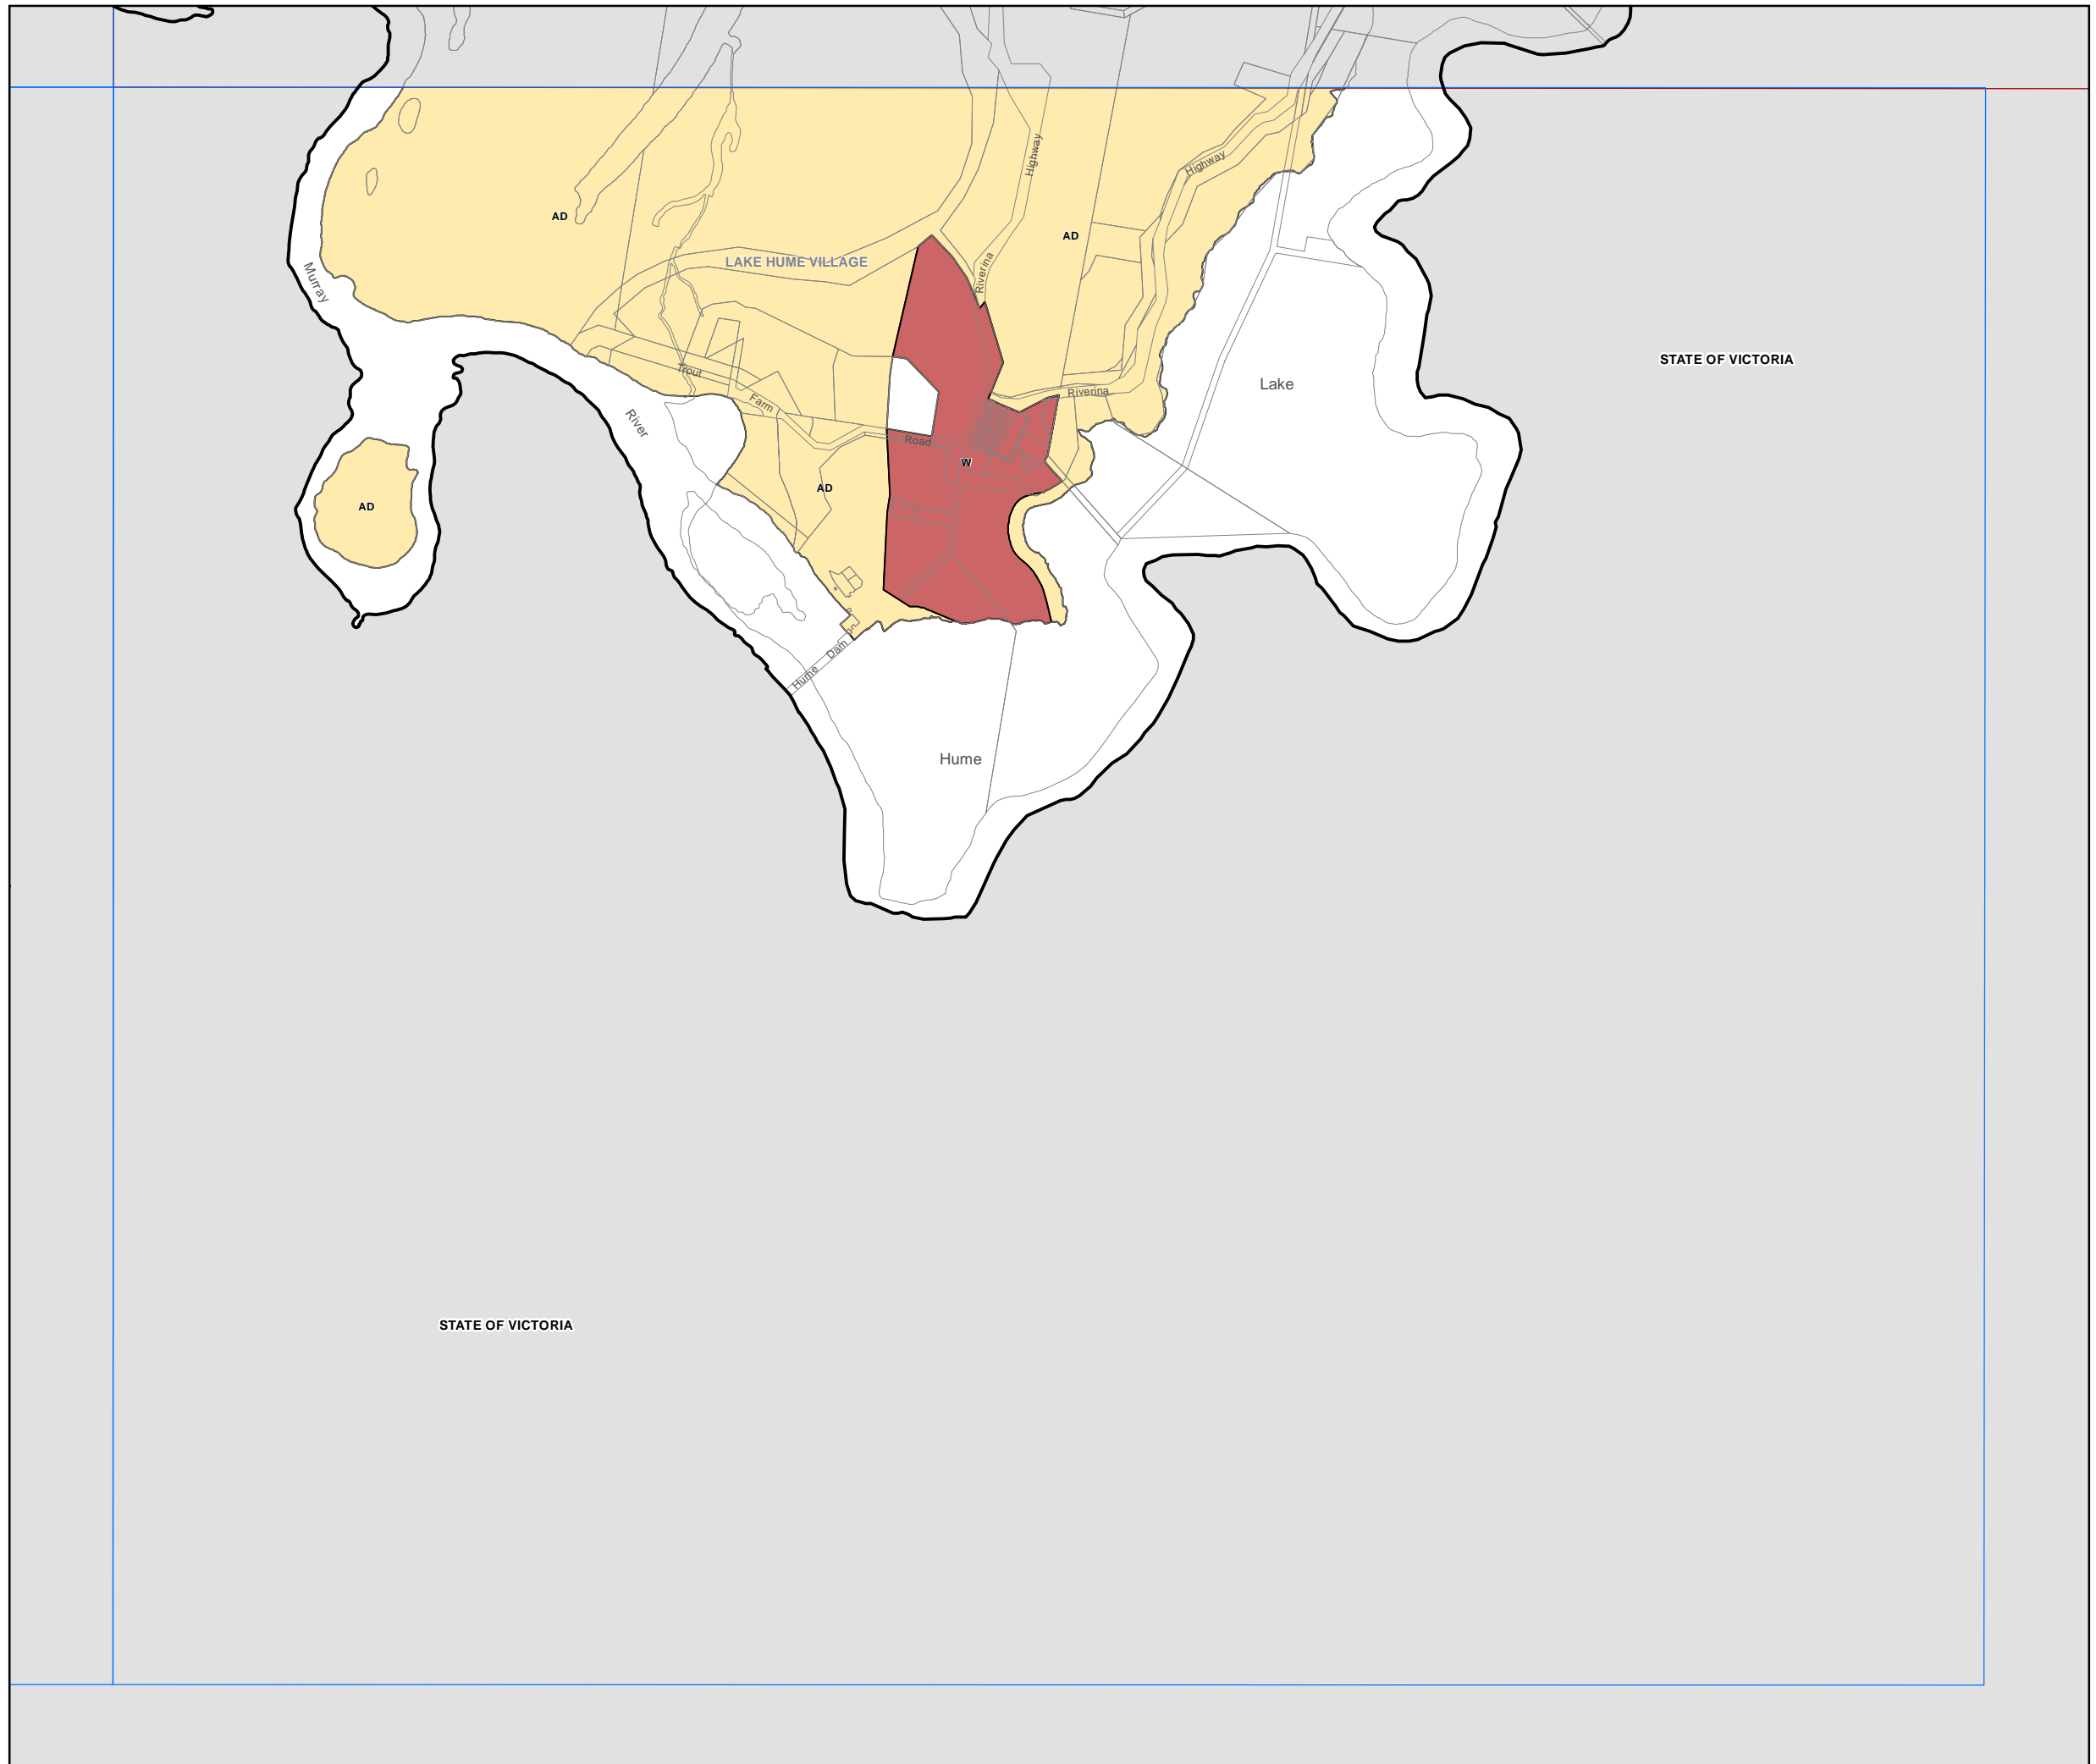 Highway
Highway
AD
AD
LAKE HUME VILLAGE
Riverina
Murray
STATE OF VICTORIA
Trout
Lake
Riverina
Farm
River
Road
W
AD
AD
Dam
Hume
Hume
STATE OF VICTORIA